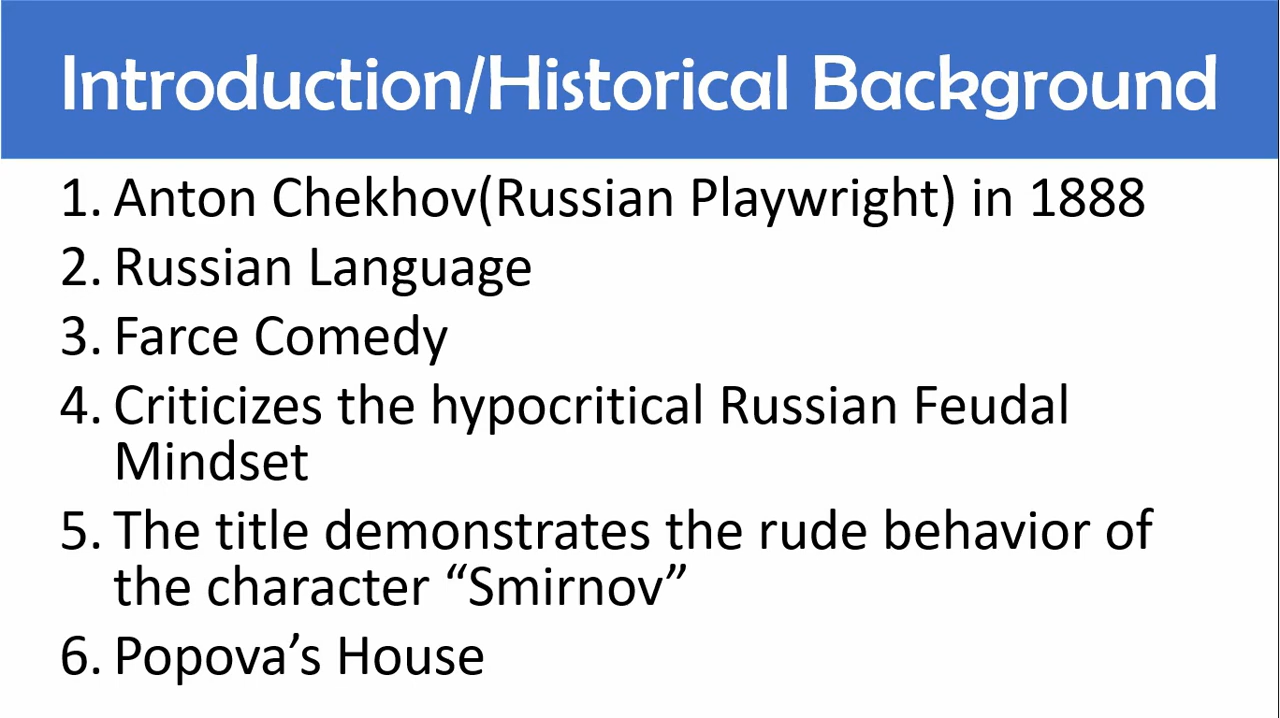 Introduction/Historical Background
1. Anton Chekhov(Russian Playwright) in 1888
2. Russian Language
3. Farce Comedy
4. Criticizes the hypocritical Russian Feudal
Mindset
5. The title demonstrates the rude behavior of
the character “Smirnov”
6. Popova’s House